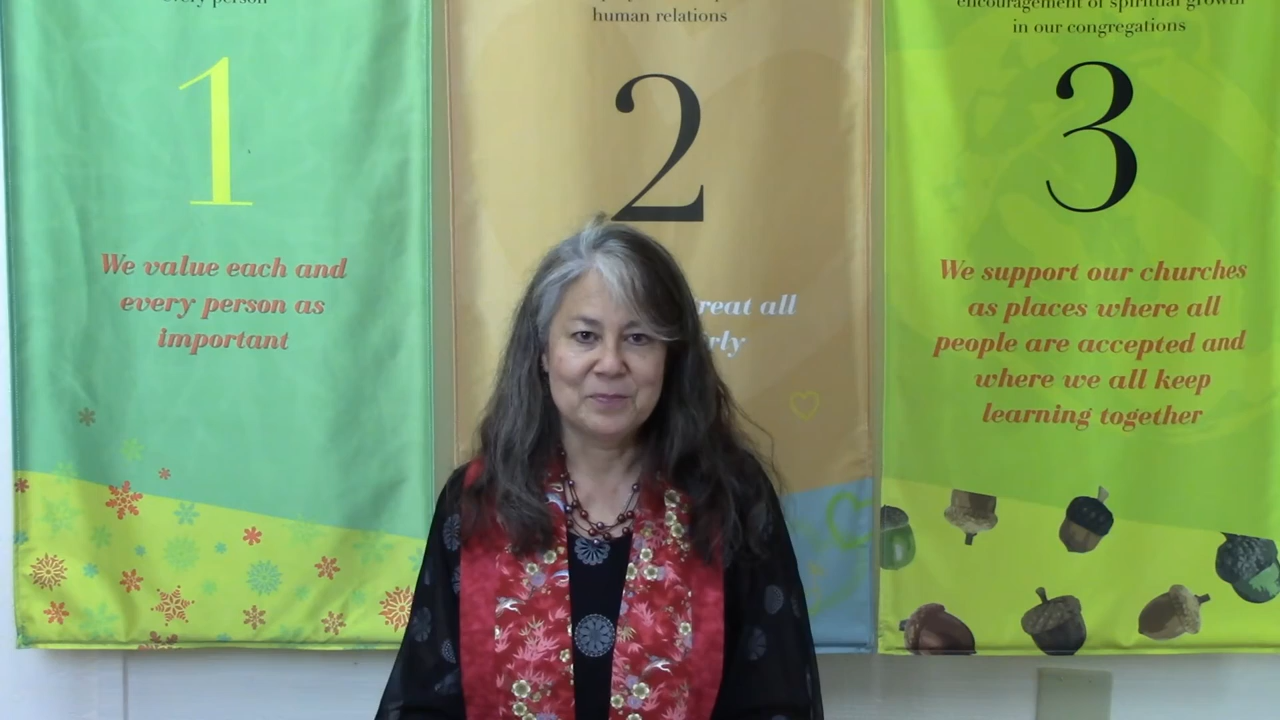 every person
1
We value each and
every person as
important
human relations
2
treat all
encouragement of spiritual growth
in our congregations
3
We support our churches
as places where all
people are accepted and
where we all keep
learning together